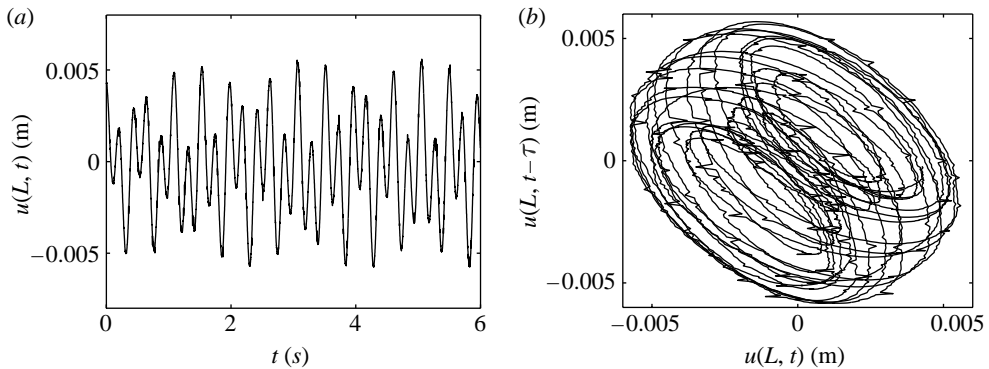 (a)
0.005
0
−0.005
u(L, t) (m)
0 2 4 6
t (s)
(b)
0.005
0
−0.005
u(L, t−τ) (m)
−0.005 0 0.005
u(L, t) (m)